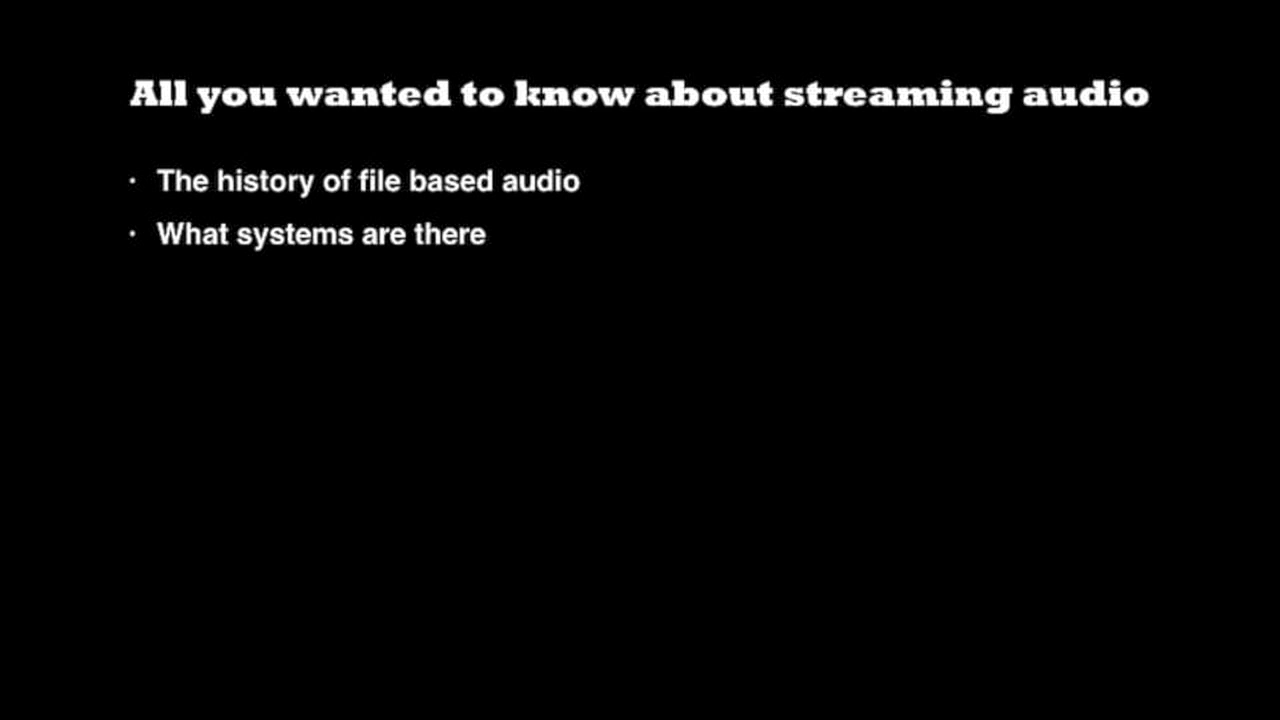 All you wanted to know about streaming audio
· The history of file based audio
· What systems are there